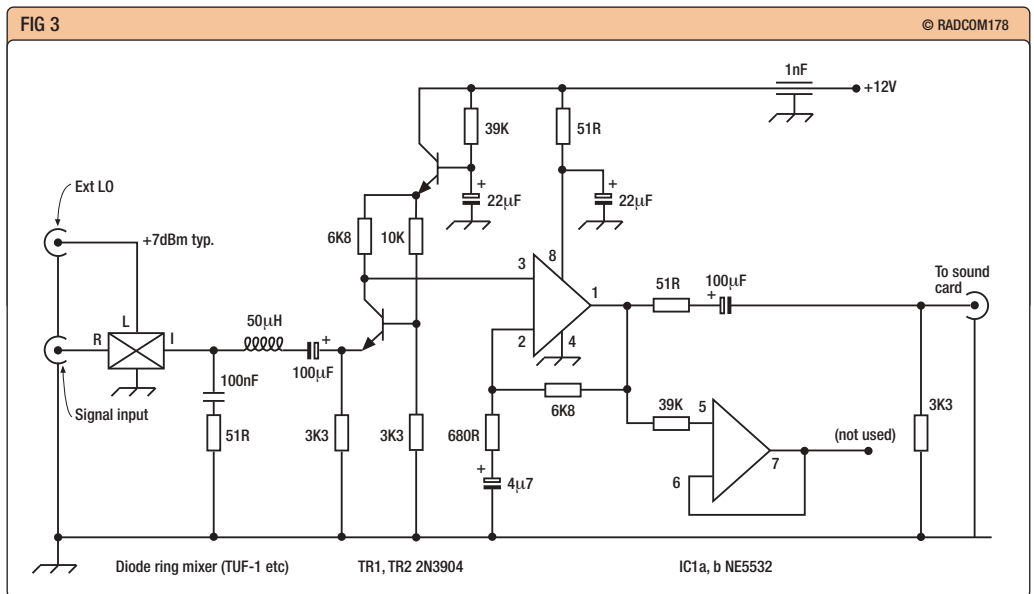 FIG 3
© RADCOM178
1nF
+12V
39K
51R
Ext LO
+
22µF
+
22µF
+7dBm typ.
6K8
10K
3
8
1
2
4
51R
100µF
+
To sound
card
L
R
I
50µH
+
100µF
100nF
Signal input
51R
3K3
3K3
680R
6K8
39K
5
6
7
(not used)
3K3
+
4µ7
Diode ring mixer (TUF-1 etc)
TR1, TR2 2N3904
IC1a, b NE5532